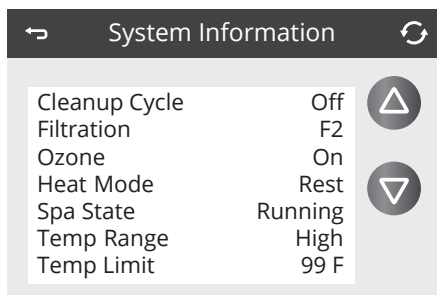 System Information
Cleanup Cycle Off
Filtration F2
Ozone On
Heat Mode Rest
Spa State Running
Temp Range High
Temp Limit 99 F